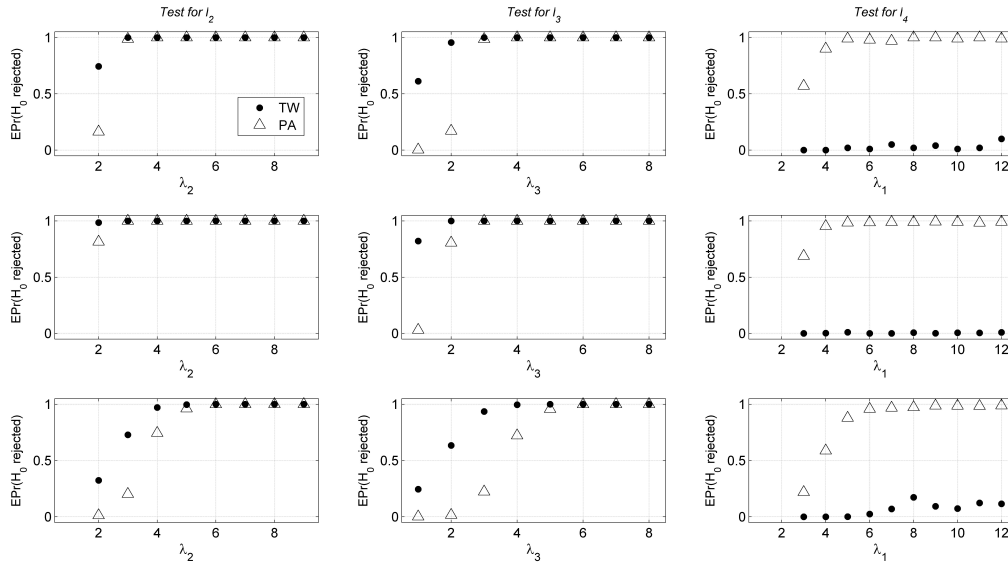 Test for l2
Test for l3
Test for l4
1
0.5
0
EPr(H0 rejected)
2 4 6 8
λ2
TW
PA
1
0.5
0
EPr(H0 rejected)
2 4 6 8
λ3
1
0.5
0
EPr(H0 rejected)
2 4 6 8 10 12
λ1
1
0.5
0
EPr(H0 rejected)
2 4 6 8
λ2
1
0.5
0
EPr(H0 rejected)
2 4 6 8
λ3
1
0.5
0
EPr(H0 rejected)
2 4 6 8 10 12
λ1
1
0.5
0
EPr(H0 rejected)
2 4 6 8
λ2
1
0.5
0
EPr(H0 rejected)
2 4 6 8
λ3
1
0.5
0
EPr(H0 rejected)
2 4 6 8 10 12
λ1